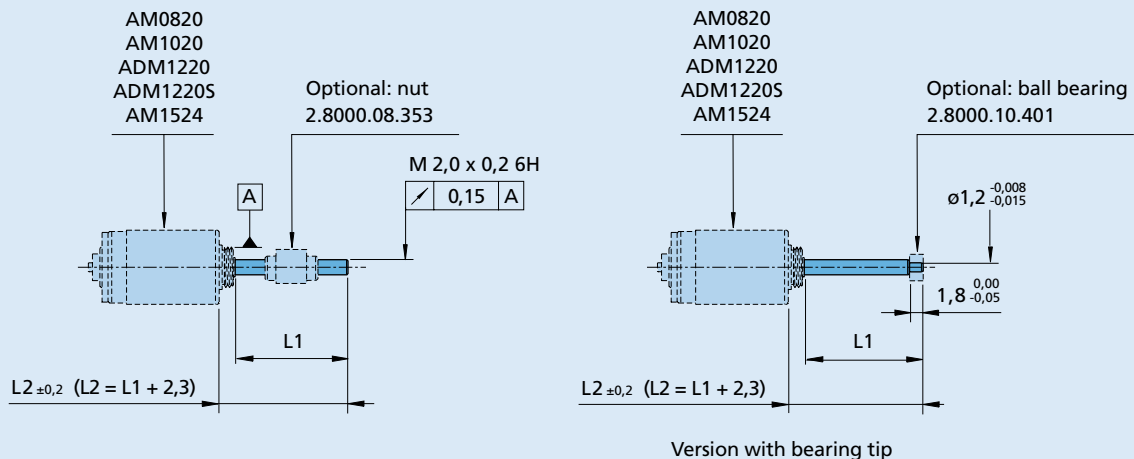 AM0820
AM1020
ADM1220
ADM1220S
AM1524
Optional: nut
2.8000.08.353
M 2,0 x 0,2 6H
0,15 A
A
L1
L2 ±0,2 (L2 = L1 + 2,3)
AM0820
AM1020
ADM1220
ADM1220S
AM1524
Optional: ball bearing
2.8000.10.401
ø1,2 -0,008 -0,015
1,8 0,00 -0,05
L1
L2 ±0,2 (L2 = L1 + 2,3)
Version with bearing tip